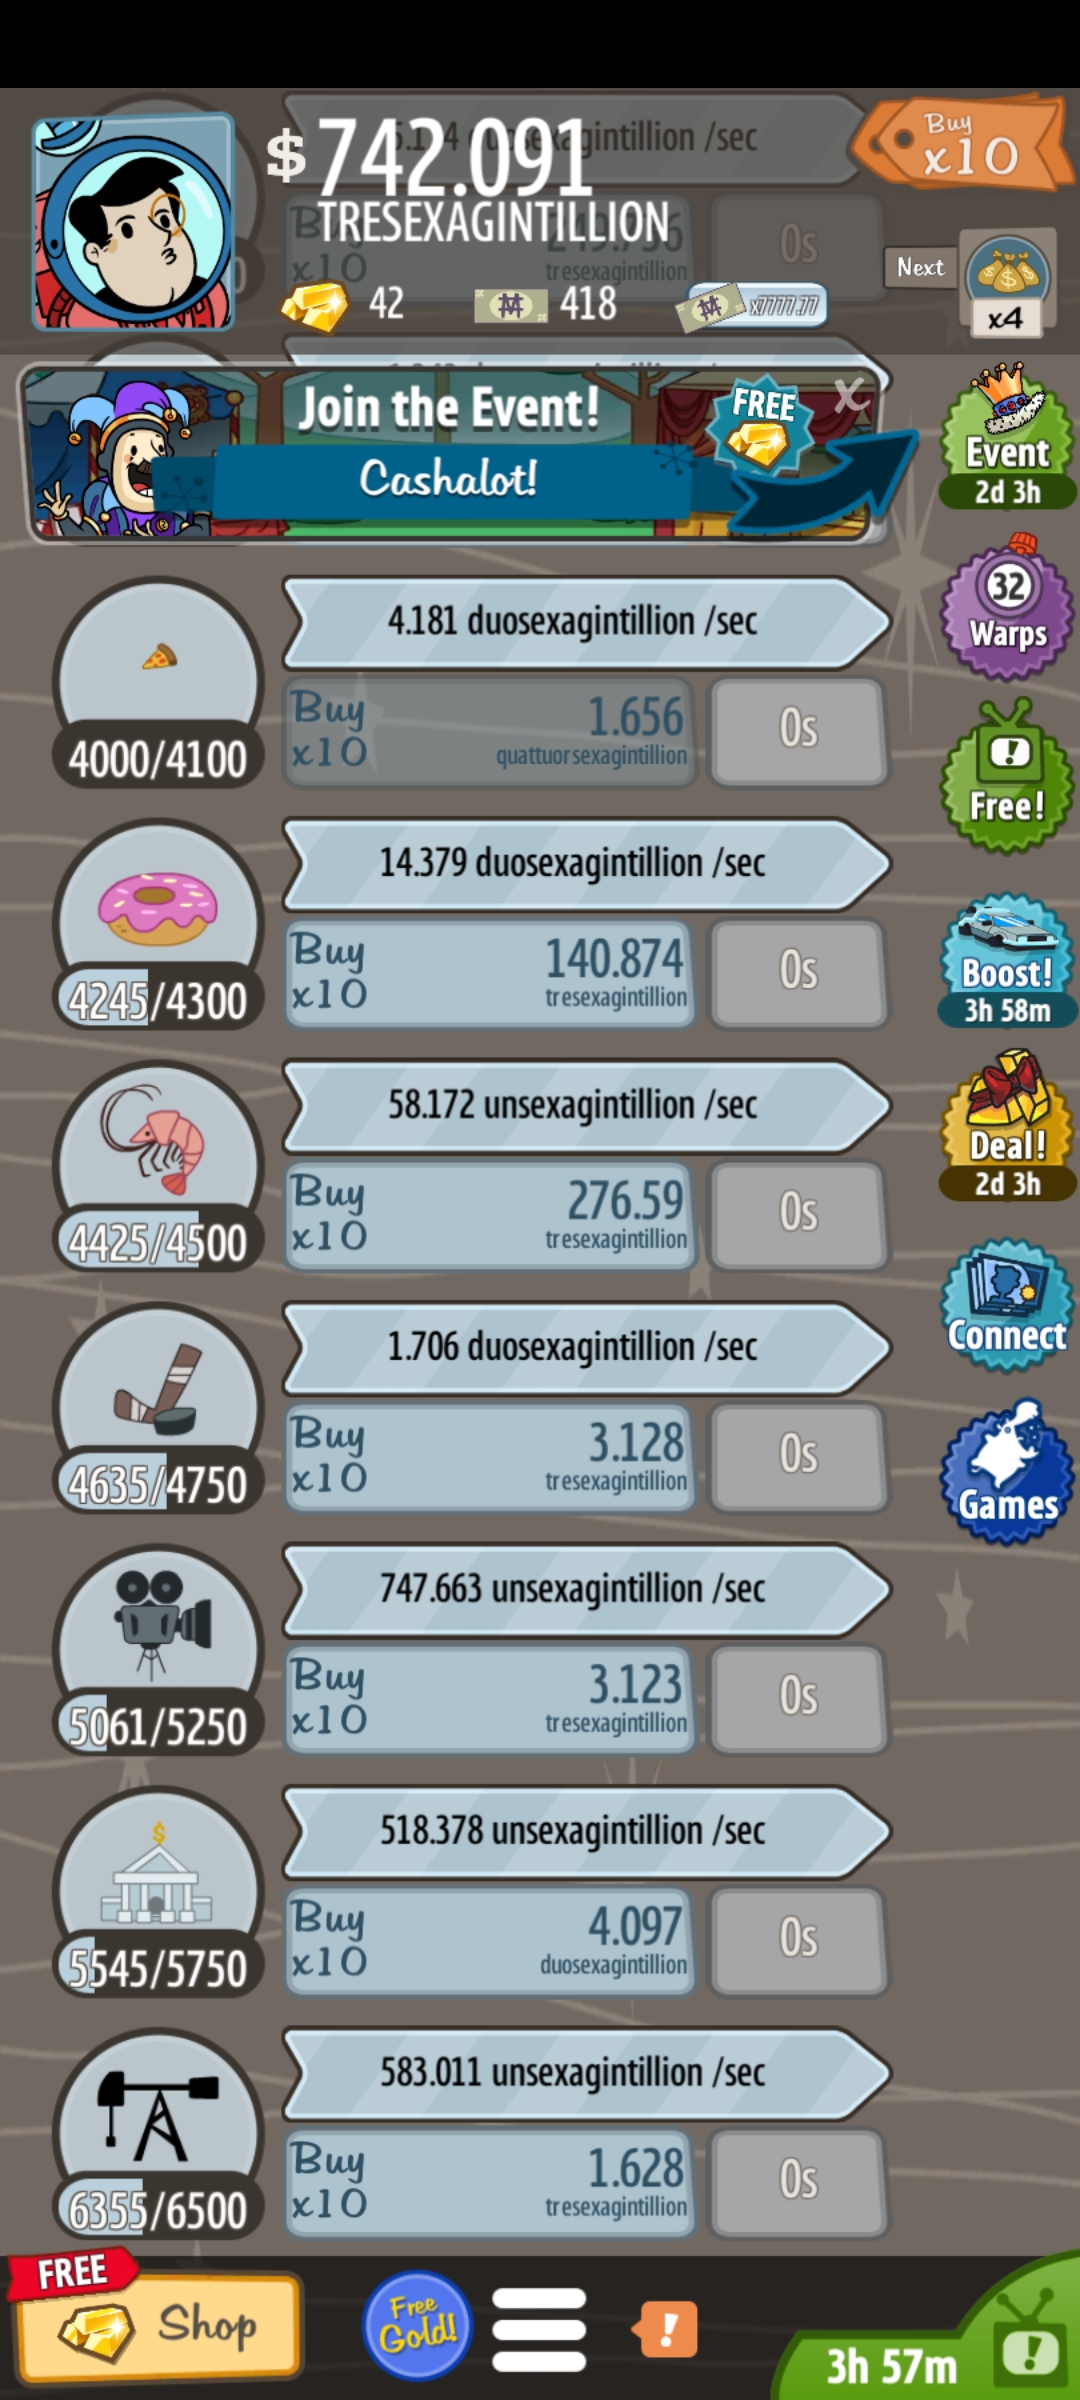 $ 742.091
TRESEXAGINTILLION
Buy
x10
42
418
x7777.77
Next
x4
Buy
x10
tresexagintillion
0s
Join the Event!
Cashalot!
FREE
X
Event
2d 3h
4.181 duosexagintillion /sec
Buy
x10
1.656
quattuorsexagintillion
0s
4000/4100
32
Warps
Free!
14.379 duosexagintillion /sec
Buy
x10
140.874
tresexagintillion
0s
4245/4300
Boost!
3h 58m
58.172 unsexagintillion /sec
Buy
x10
276.59
tresexagintillion
0s
4425/4500
Deal!
2d 3h
Connect
1.706 duosexagintillion /sec
Buy
x10
3.128
tresexagintillion
0s
4635/4750
Games
747.663 unsexagintillion /sec
Buy
x10
3.123
tresexagintillion
0s
5061/5250
518.378 unsexagintillion /sec
Buy
x10
4.097
duosexagintillion
0s
5545/5750
583.011 unsexagintillion /sec
Buy
x10
1.628
tresexagintillion
0s
6355/6500
FREE
Shop
Free
Gold!
!
3h 57m